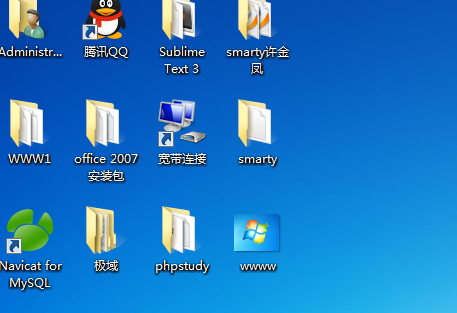 Administr...
腾讯QQ
Sublime
Text 3
smarty许金
凤
WWW1
office 2007
安装包
宽带连接
smarty
Navicat for
MySQL
极域
phpstudy
wwww